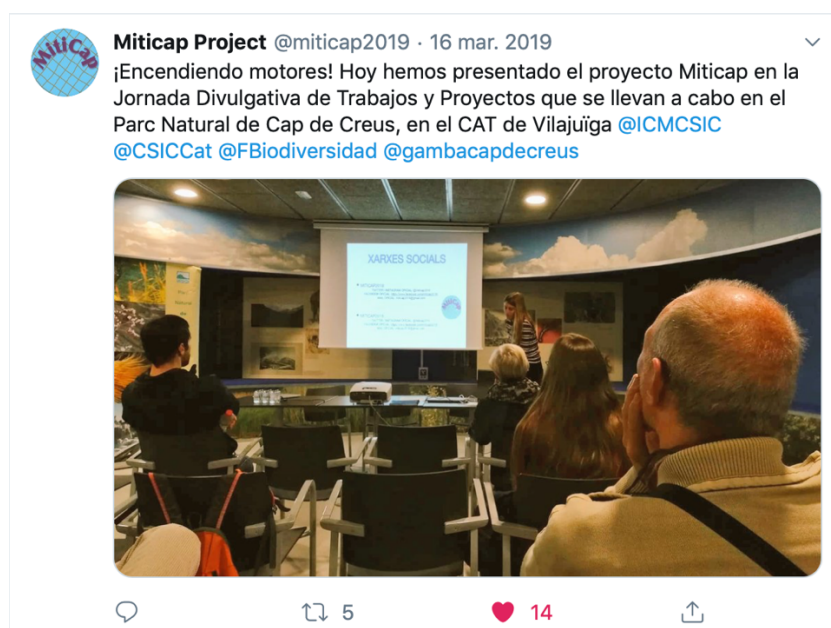 MitiCap
Miticap Project @miticap2019 · 16 mar. 2019
¡Encendiendo motores! Hoy hemos presentado el proyecto Miticap en la
Jornada Divulgativa de Trabajos y Proyectos que se llevan a cabo en el
Parc Natural de Cap de Creus, en el CAT de Vilajuïga @ICMCSIC
@CSICCat @FBiodiversidad @gambacapdecreus
XARXES SOCIALS
5
14